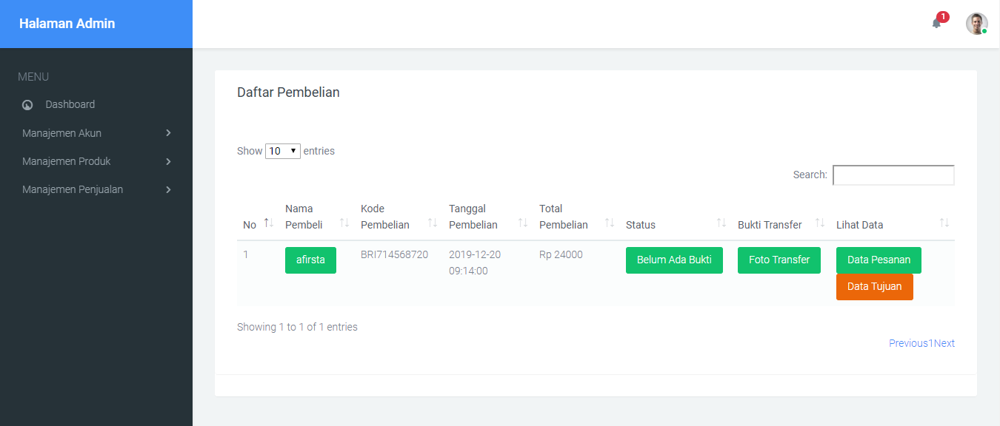 Halaman Admin
1
MENU
Dashboard
Manajemen Akun
Manajemen Produk
Manajemen Penjualan
Daftar Pembelian
Show 10 entries
Search:
No
Nama
Pembeli
Kode
Pembelian
Tanggal
Pembelian
Total
Pembelian
Status
Bukti Transfer
Lihat Data
1
afirsta
BRI714568720
2019-12-20
09:14:00
Rp 24000
Belum Ada Bukti
Foto Transfer
Data Pesanan
Data Tujuan
Showing 1 to 1 of 1 entries
Previous1Next